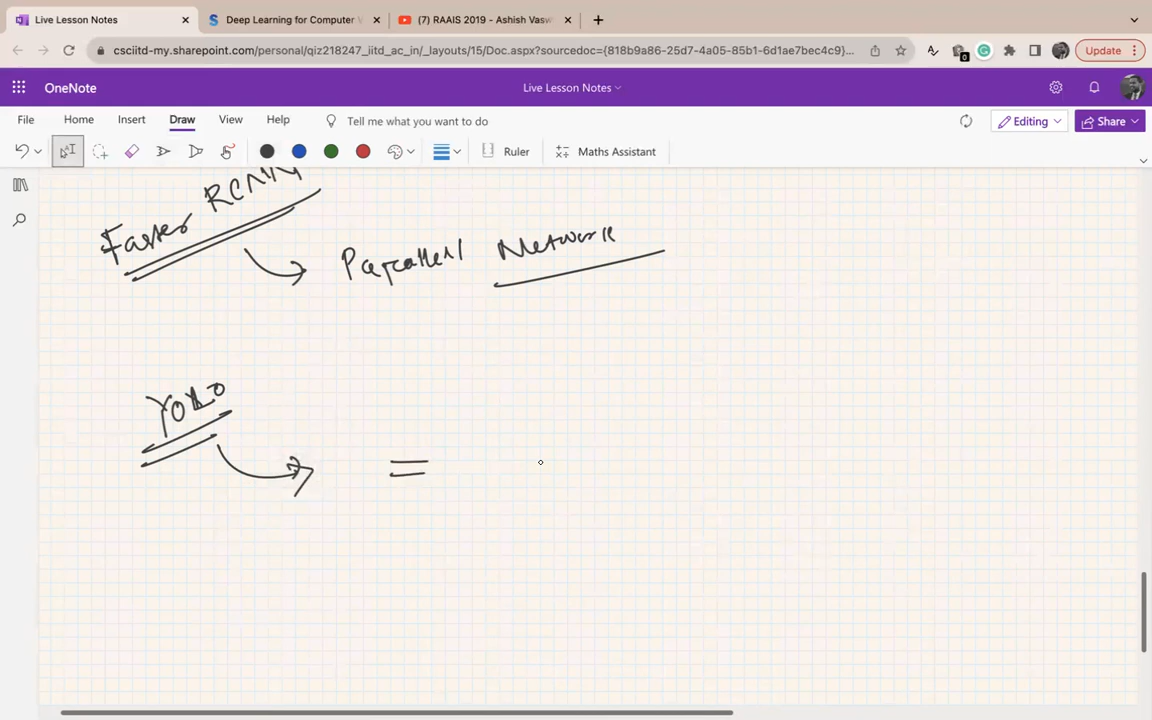 Live Lesson Notes
Deep Learning for Computer V
(7) RAAIS 2019 - Ashish Vasw
csciitd-my.sharepoint.com/personal/qiz218247_iitd_ac_in/_layouts/15/Doc.aspx?sourcedoc={818b9a86-25d7-4a05-85b1-6d1ae7bec4c9}...
0
Update
OneNote
Live Lesson Notes
File Home Insert Draw View Help Tell me what you want to do
Editing
Share
Ruler
Maths Assistant
Faster RCNN
Parcallel Network
YOLO
=